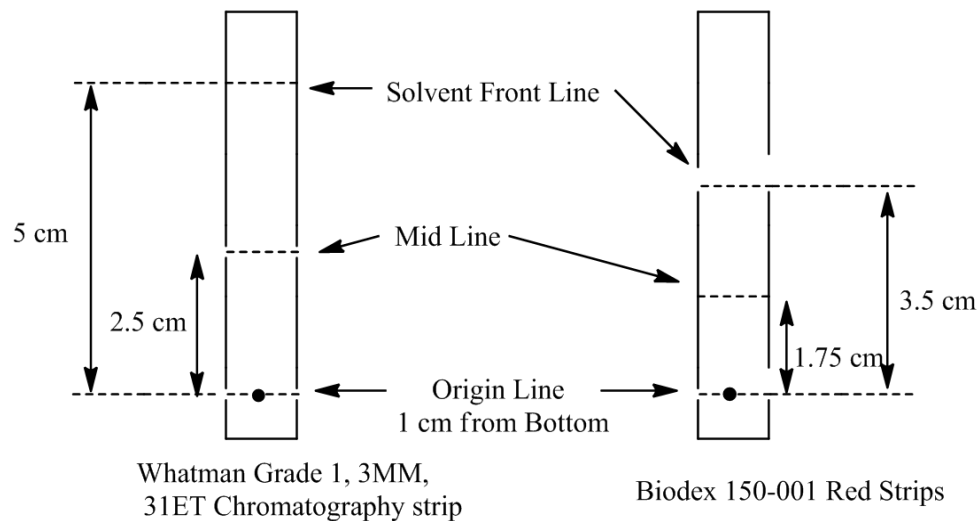 Solvent Front Line
5 cm
Mid Line
2.5 cm
3.5 cm
1.75 cm
Origin Line
1 cm from Bottom
Whatman Grade 1, 3MM,
31ET Chromatography strip
Biodex 150-001 Red Strips